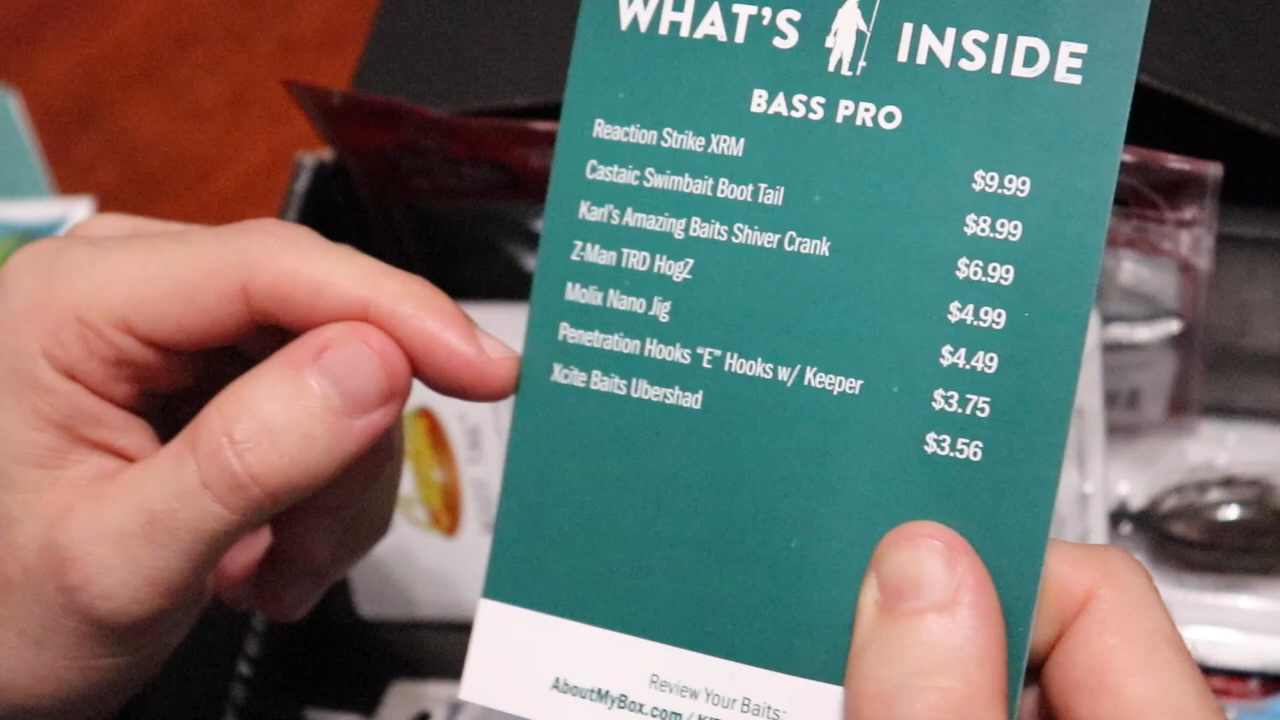 WHAT'S INSIDE
BASS PRO
Reaction Strike XRM $9.99
Castaic Swimbait Boot Tail $8.99
Karl's Amazing Baits Shiver Crank $6.99
Z-Man TRD HogZ $4.99
Molix Nano Jig $4.49
Penetration Hooks “E” Hooks w/ Keeper $3.75
Xcite Baits Ubershad $3.56
Review Your Baits:
AboutMyBox.com/